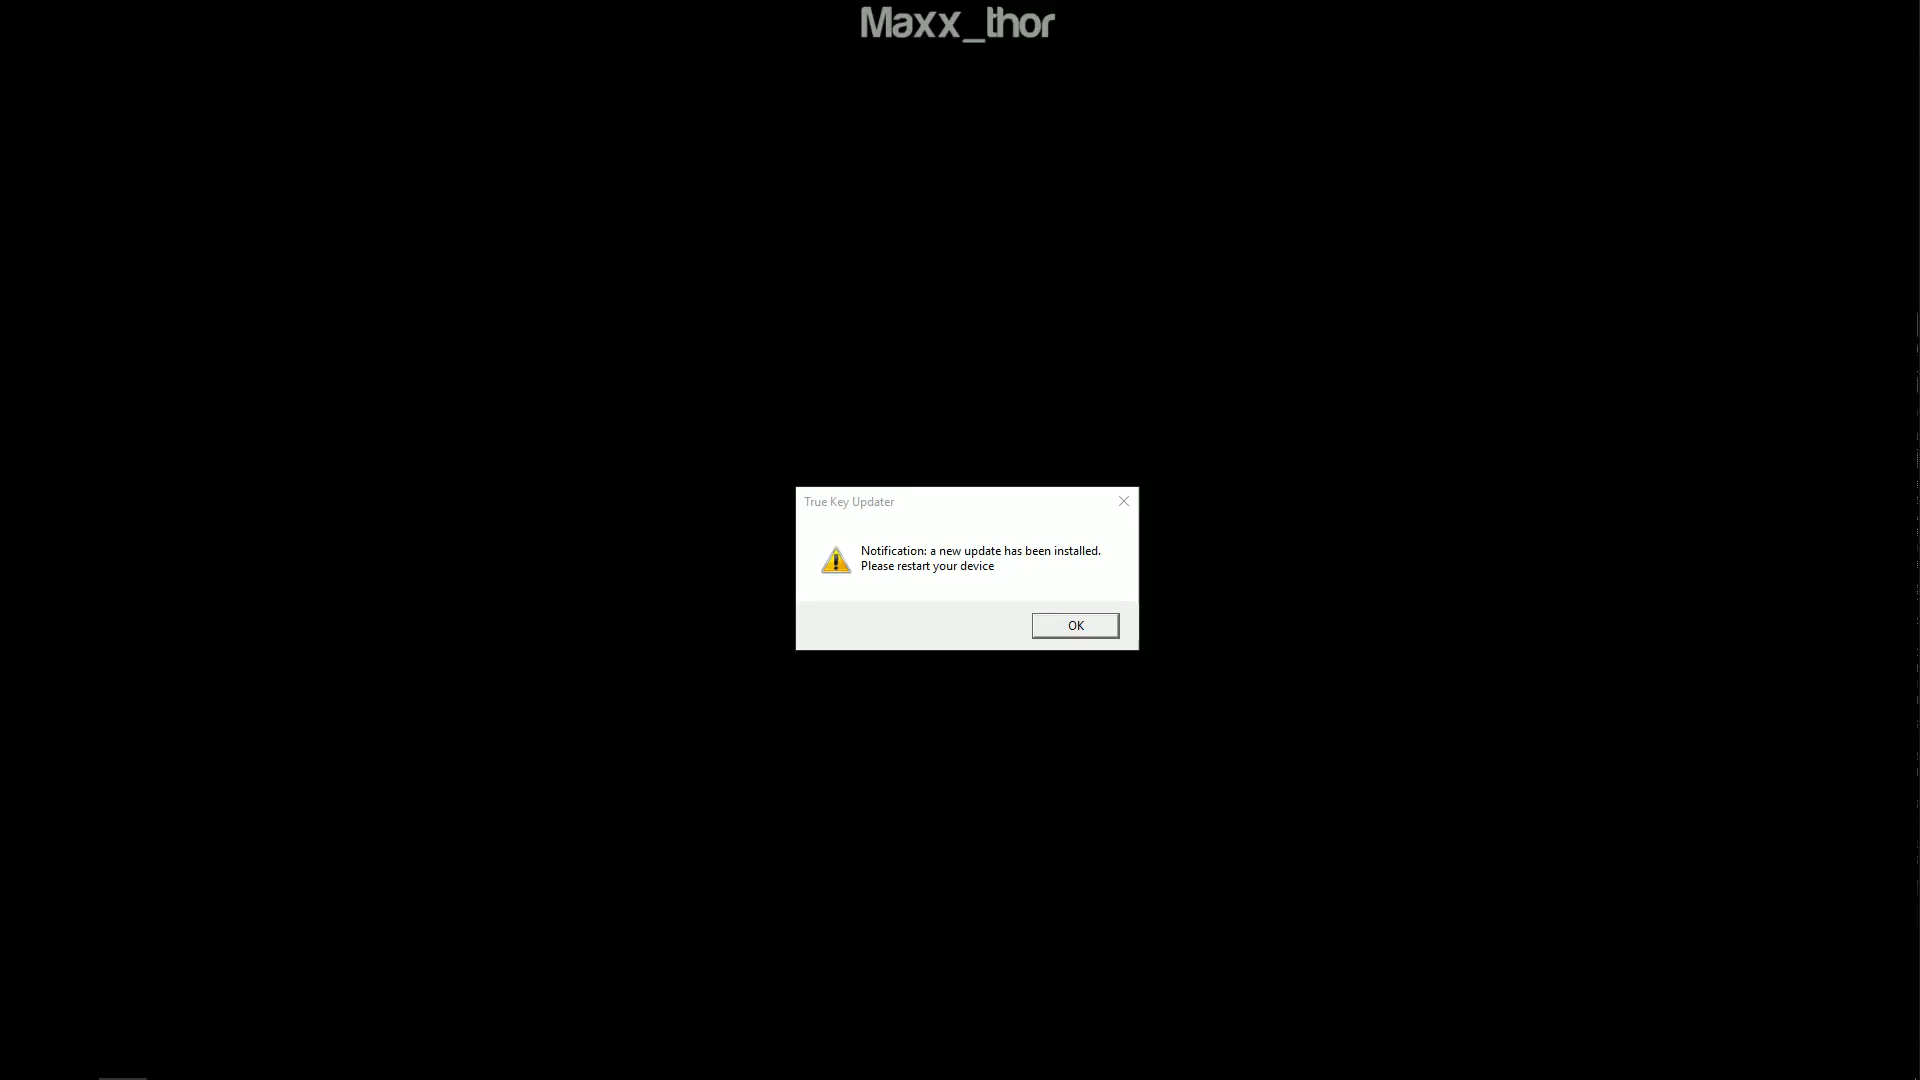 Maxx_thor
True Key Updater
Notification: a new update has been installed.
Please restart your device
OK